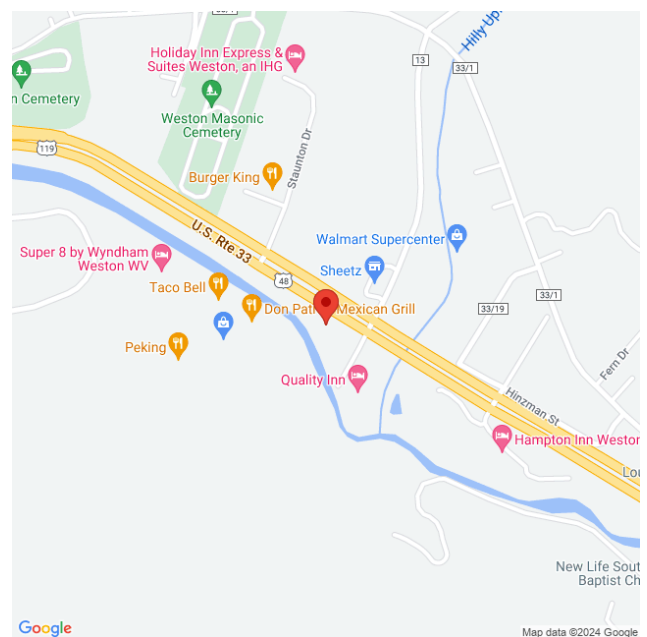 33/1
Hilly Up
Holiday Inn Express &
Suites Weston, an IHG
13
33/1
n Cemetery
Weston Masonic
Cemetery
119
Staunton Dr
Burger King
U.S. Rte 33
Walmart Supercenter
Super 8 by Wyndham
Weston WV
Sheetz
48
Taco Bell
33/1
Don Pat Mexican Grill
33/19
Peking
Fern Dr
Quality Inn
Hinzman St
Hampton Inn Weston
Lou
New Life Sout
Baptist Ch
Google
Map data ©2024 Google